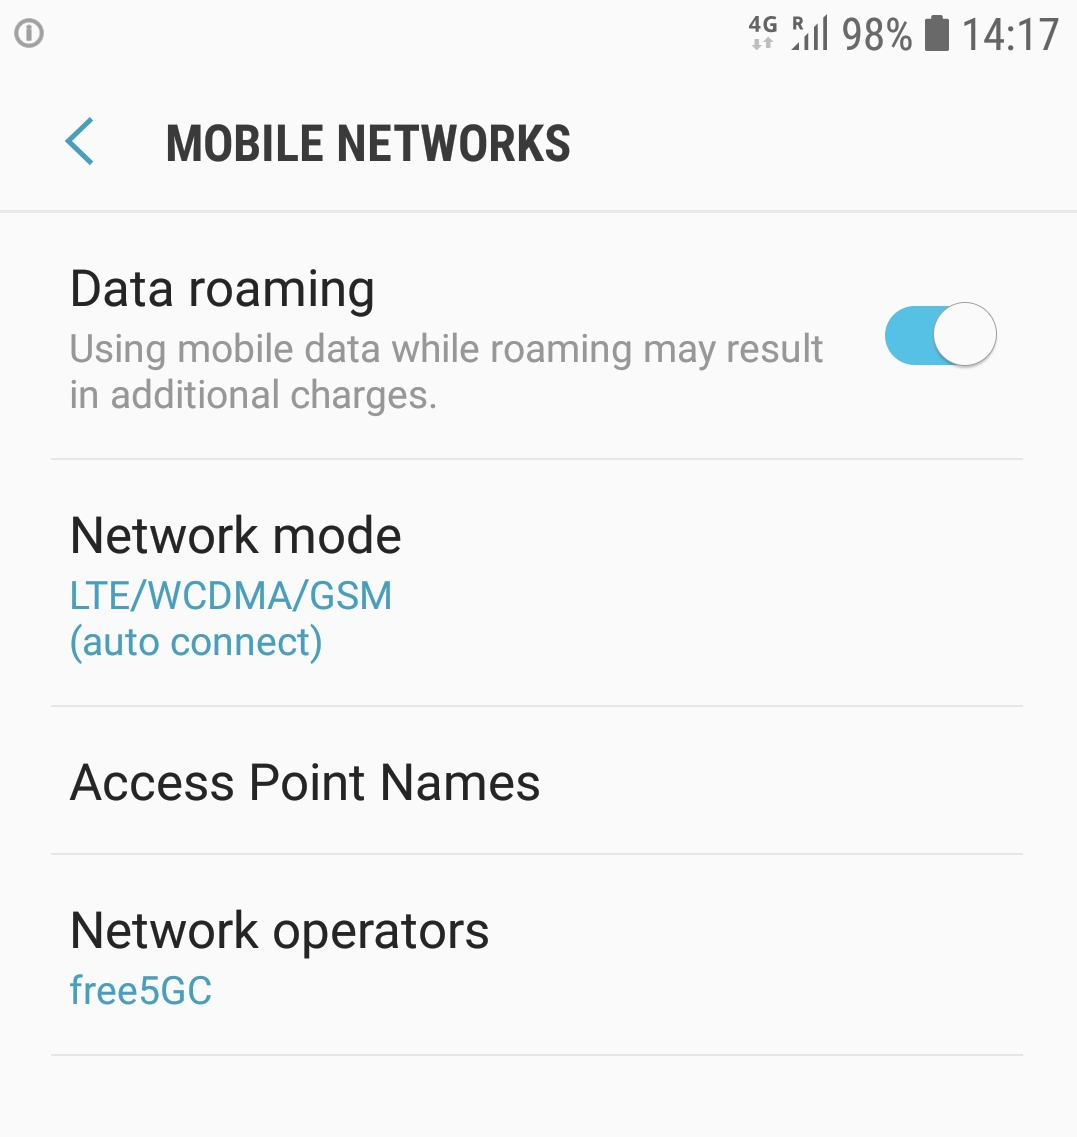 4G R 98% 14:17
MOBILE NETWORKS
Data roaming
Using mobile data while roaming may result
in additional charges.
Network mode
LTE/WCDMA/GSM
(auto connect)
Access Point Names
Network operators
free5GC